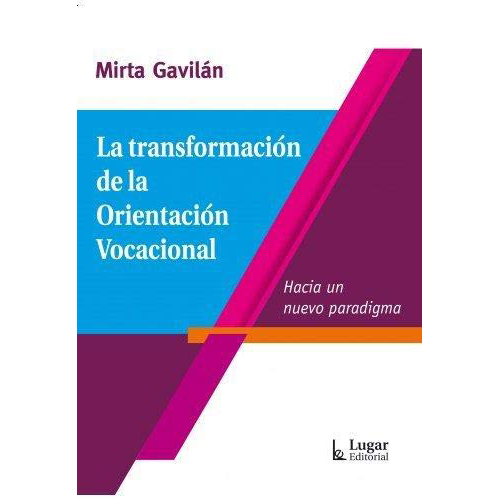 Mirta Gavilán
La transformación
de la
Orientación
Vocacional
Hacia un
nuevo paradigma
Lugar
Editorial